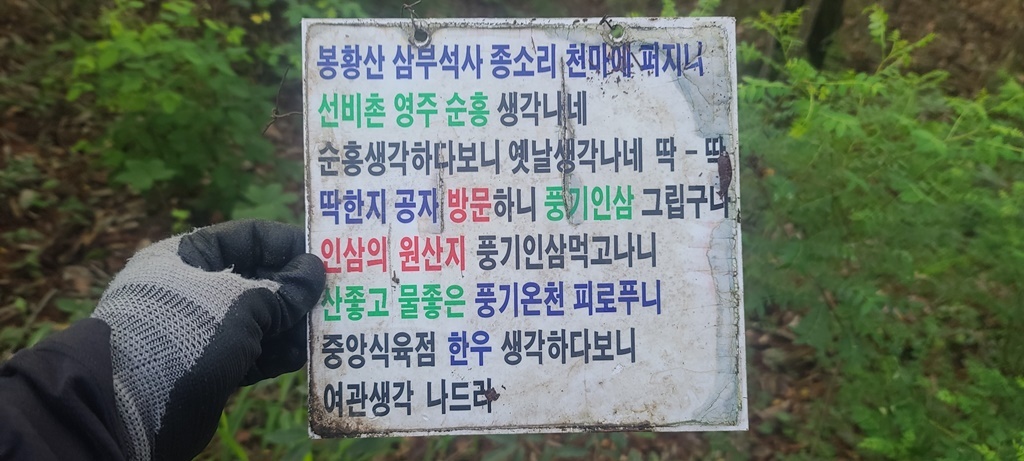 봉황산 삼부석사 종소리 천마에 퍼지니
선비촌 영주 순흥 생각나네
순흥생각하다보니 옛날생각나네 딱 - 딱
딱한지 공자 방문하니 풍기인삼 그립구나
인삼의 원산지 풍기인삼먹고나니
산좋고 물좋은 풍기온천 피로푸니
중앙식육점 한우 생각하다보니
여관생각 나드라